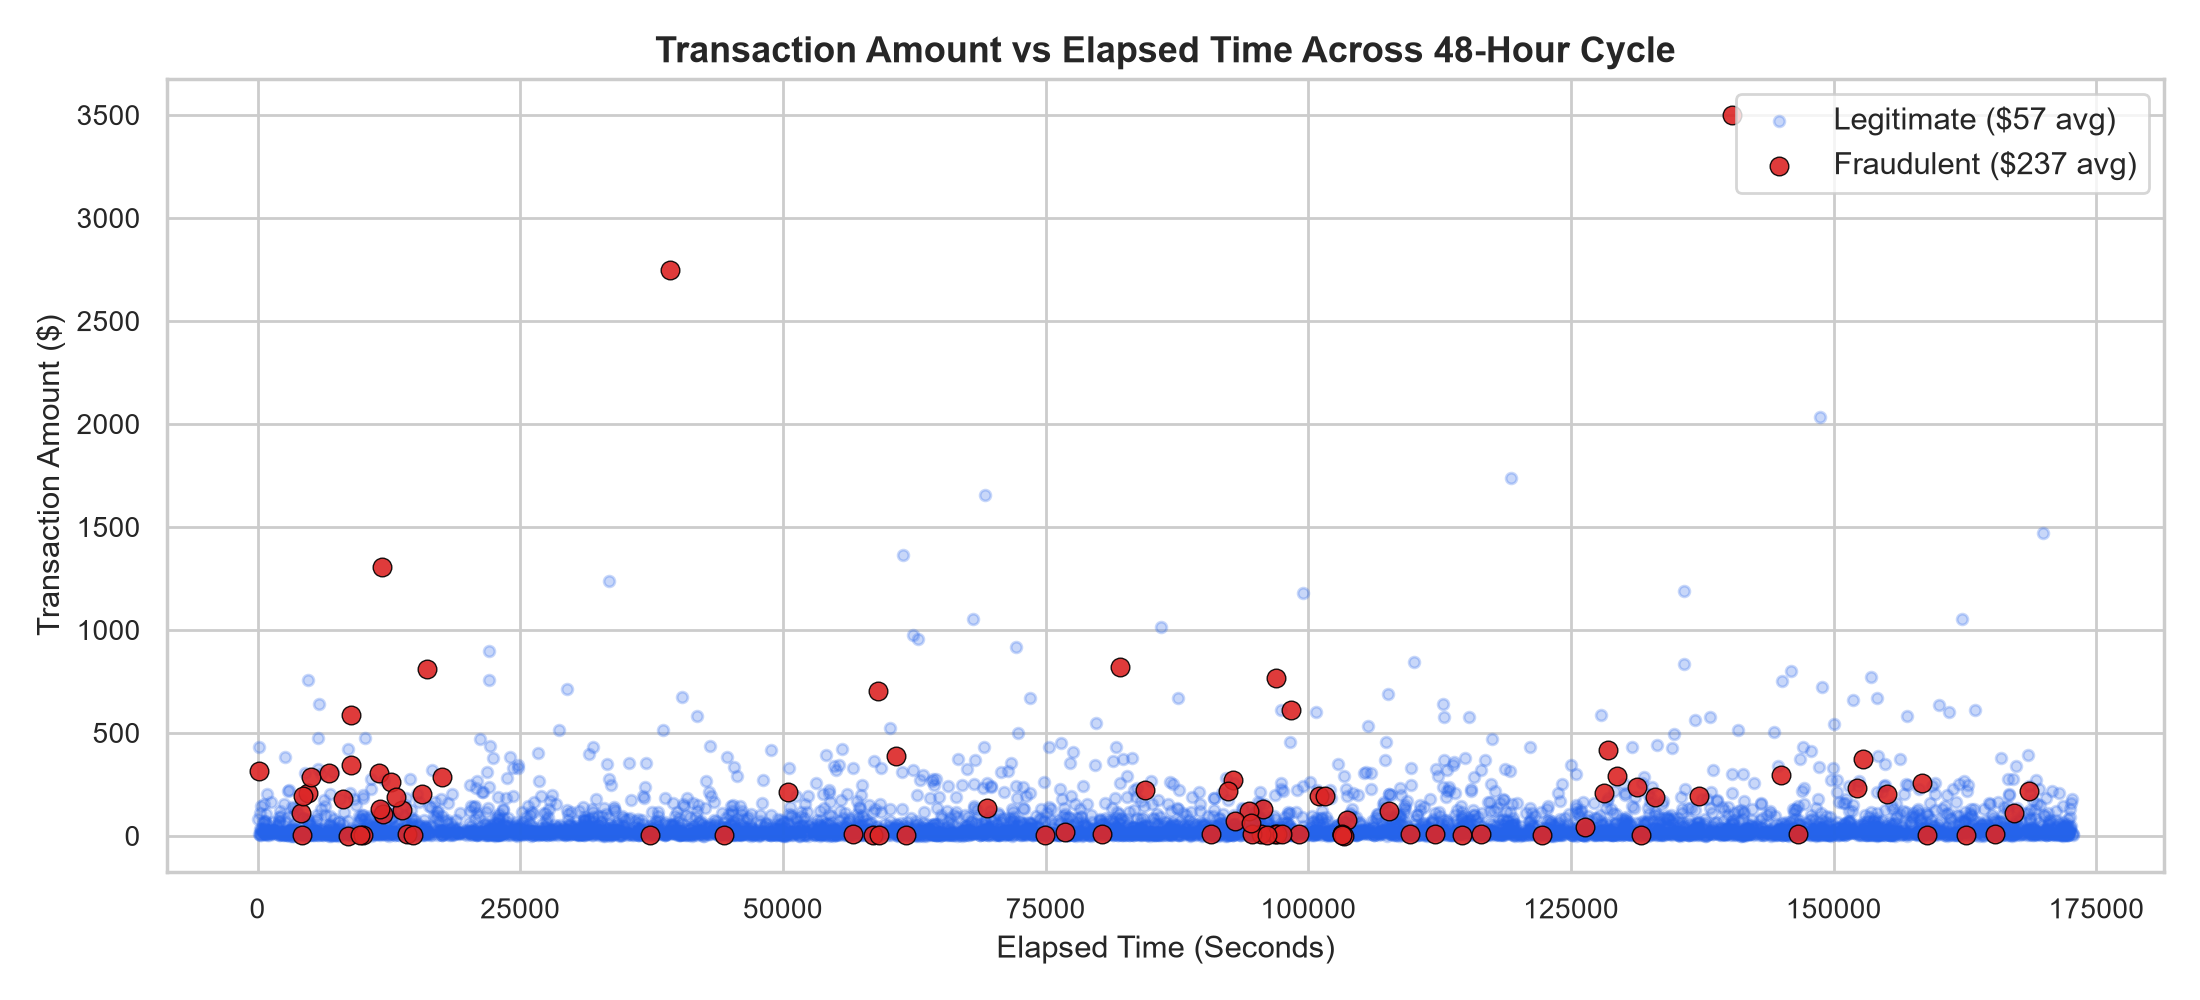 Transaction Amount vs Elapsed Time Across 48-Hour Cycle
Legitimate ($57 avg)
Fraudulent ($237 avg)
Transaction Amount ($)
3500
3000
2500
2000
1500
1000
500
0
0 25000 50000 75000 100000 125000 150000 175000
Elapsed Time (Seconds)